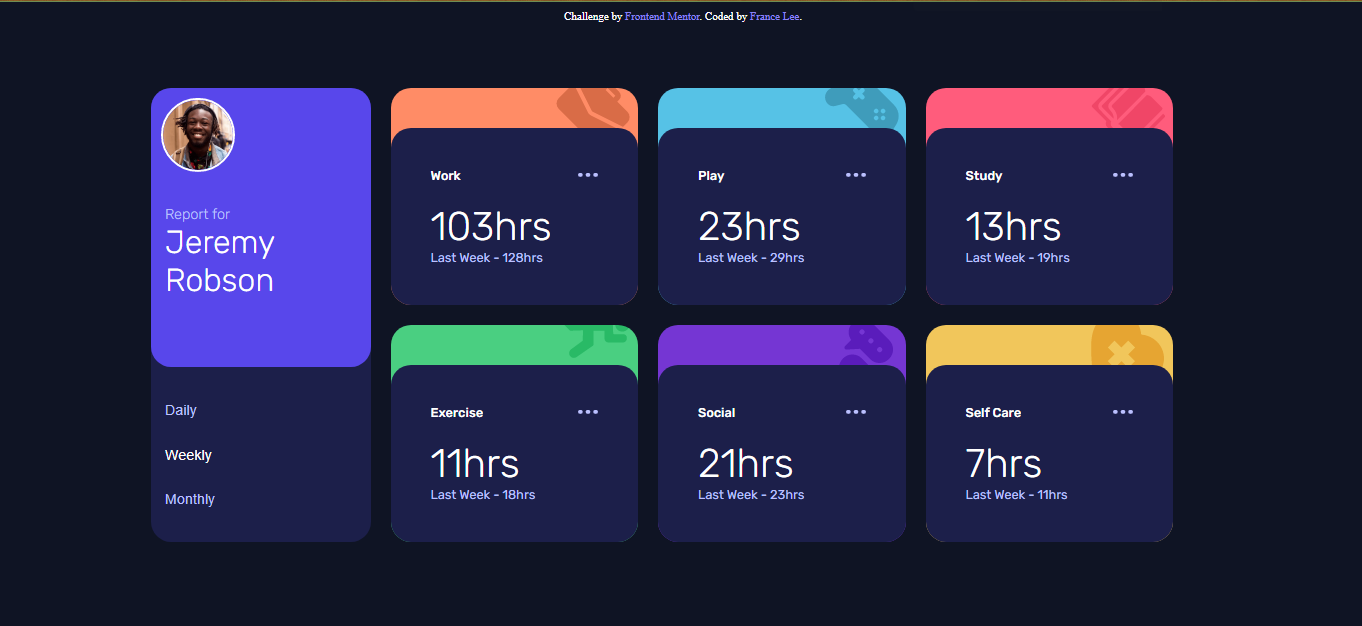 Challenge by Frontend Mentor. Coded by France Lee.
Report for
Jeremy
Robson
Daily
Weekly
Monthly
Work
103hrs
Last Week - 128hrs
Play
23hrs
Last Week - 29hrs
Study
13hrs
Last Week - 19hrs
Exercise
11hrs
Last Week - 18hrs
Social
21hrs
Last Week - 23hrs
Self Care
7hrs
Last Week - 11hrs